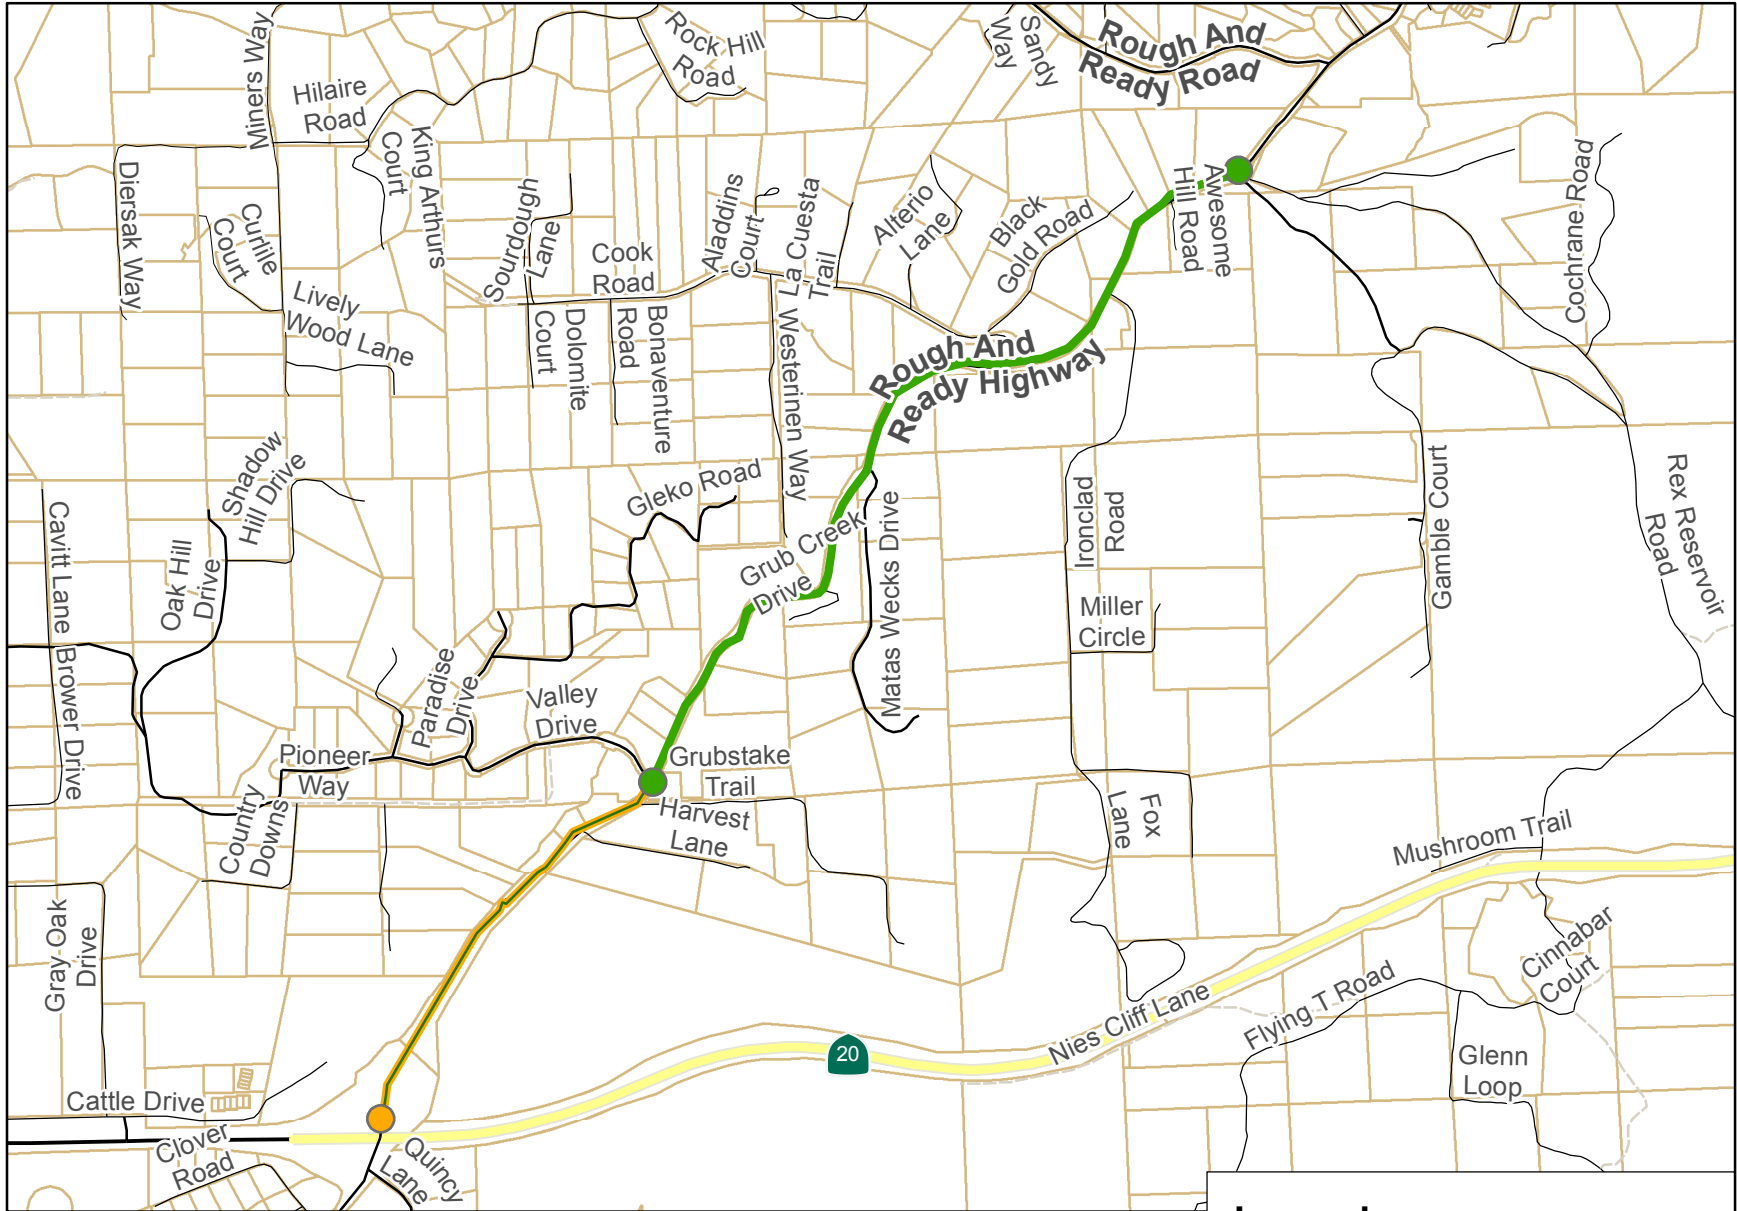 Miners Way
Hilaire
Road
Rock Hill
Road
Sandy
Way
Rough And
Ready Road
King Arthurs
Court
Diersak Way
Curlile
Court
Sourdough
Lane
Cook
Road
Aladdins
Court
La Cuesta
Trail
Alterio
Lane
Black
Gold Road
Awesome
Hill Road
Cochrane Road
Lively
Wood Lane
Dolomite
Court
Bonaventure
Road
Westerinen Way
Rough And
Ready Highway
Shadow
Hill Drive
Gleko Road
Cavitt Lane
Oak Hill
Drive
Grub Creek
Drive
Matas Wecks Drive
Ironclad
Road
Gamble Court
Rex Reservoir
Road
Miller
Circle
Brower Drive
Paradise
Drive
Valley
Drive
Pioneer
Way
Grubstake
Trail
Harvest
Lane
Country
Downs
Fox
Lane
Mushroom Trail
Gray Oak
Drive
Cinnabar
Court
Nies Cliff Lane
Flying T Road
20
Glenn
Loop
Cattle Drive
Clover
Road
Quincy
Lane